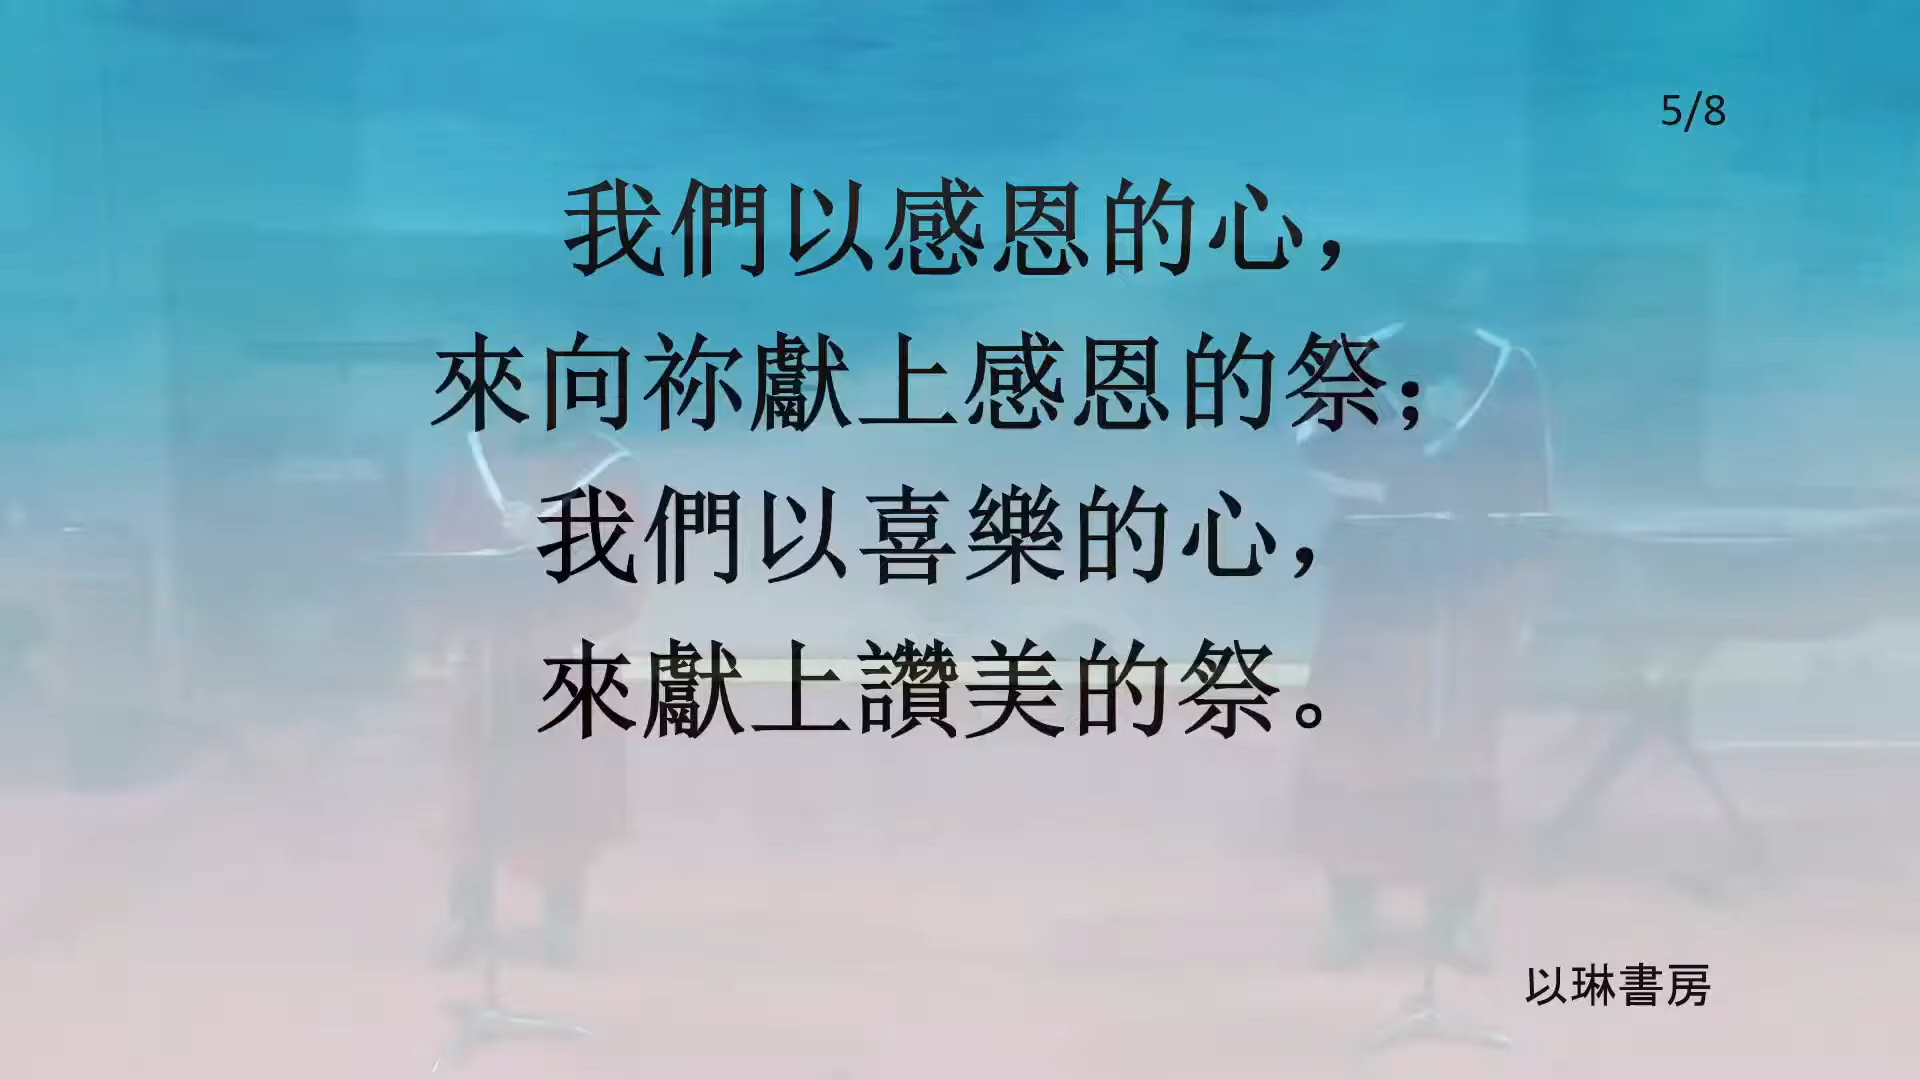 5/8
我們以感恩的心，
來向祢獻上感恩的祭；
我們以喜樂的心，
來獻上讚美的祭。
以琳書房